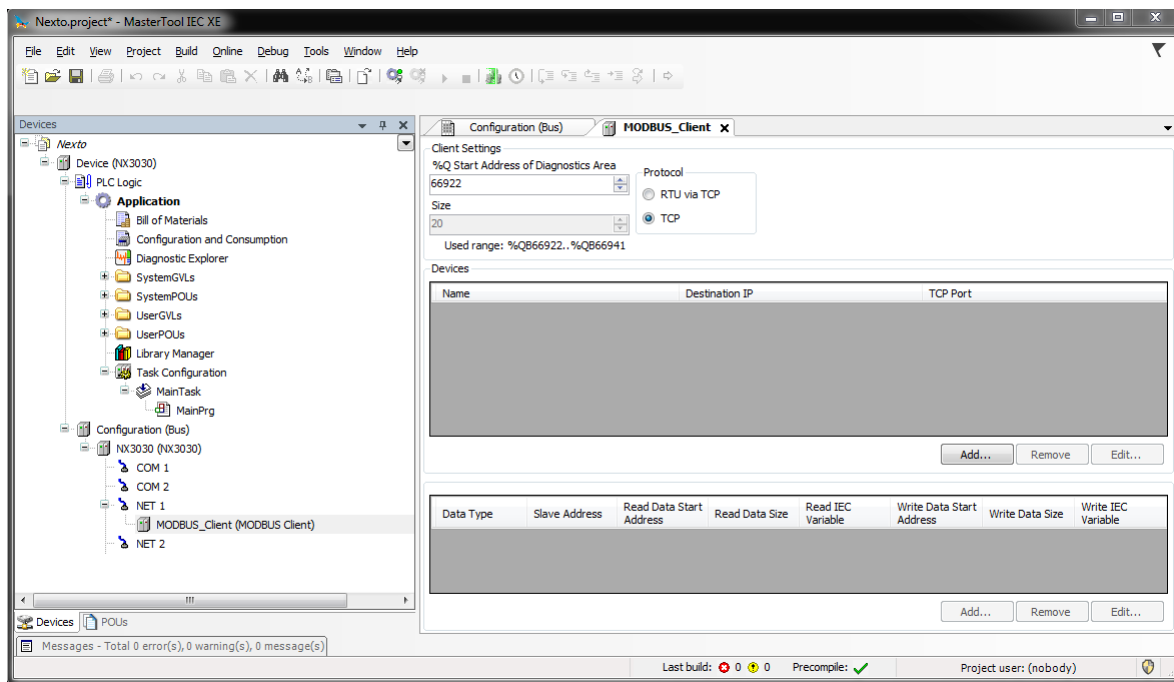 Nexto.project* - MasterTool IEC XE
File Edit View Project Build Online Debug Tools Window Help
Devices
Nexto
Device (NX3030)
PLC Logic
Application
Bill of Materials
Configuration and Consumption
Diagnostic Explorer
SystemGVLs
SystemPOUs
UserGVLs
UserPOUs
Library Manager
Task Configuration
MainTask
MainPrg
Configuration (Bus)
NX3030 (NX3030)
COM 1
COM 2
NET 1
MODBUS_Client (MODBUS Client)
NET 2
Devices POUs
Configuration (Bus) MODBUS_Client
Client Settings
%Q Start Address of Diagnostics Area
66922
Size
20
Used range: %QB66922..%QB66941
Protocol
RTU via TCP
TCP
Devices
Name Destination IP TCP Port
Add... Remove Edit...
Data Type Slave Address Read Data Start Address Read Data Size Read IEC Variable Write Data Start Address Write Data Size Write IEC Variable
Add... Remove Edit...
Messages - Total 0 error(s), 0 warning(s), 0 message(s)
Last build: 0 0 Precompile: Project user: (nobody)